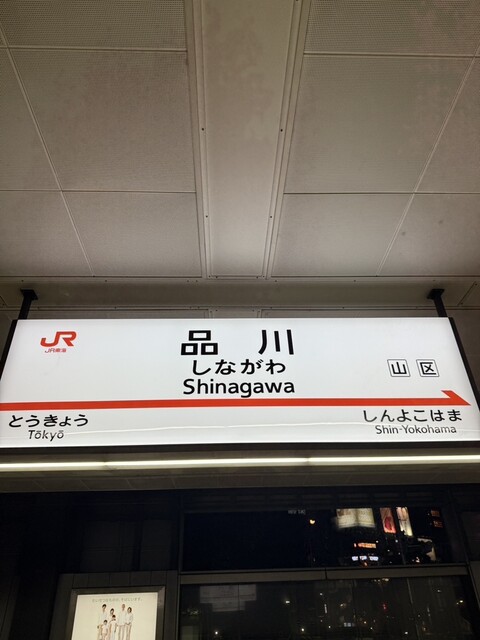 JR
JR東海
品川
しながわ
Shinagawa
山 区
とうきょう
Tōkyō
しんよこはま
Shin-Yokohama